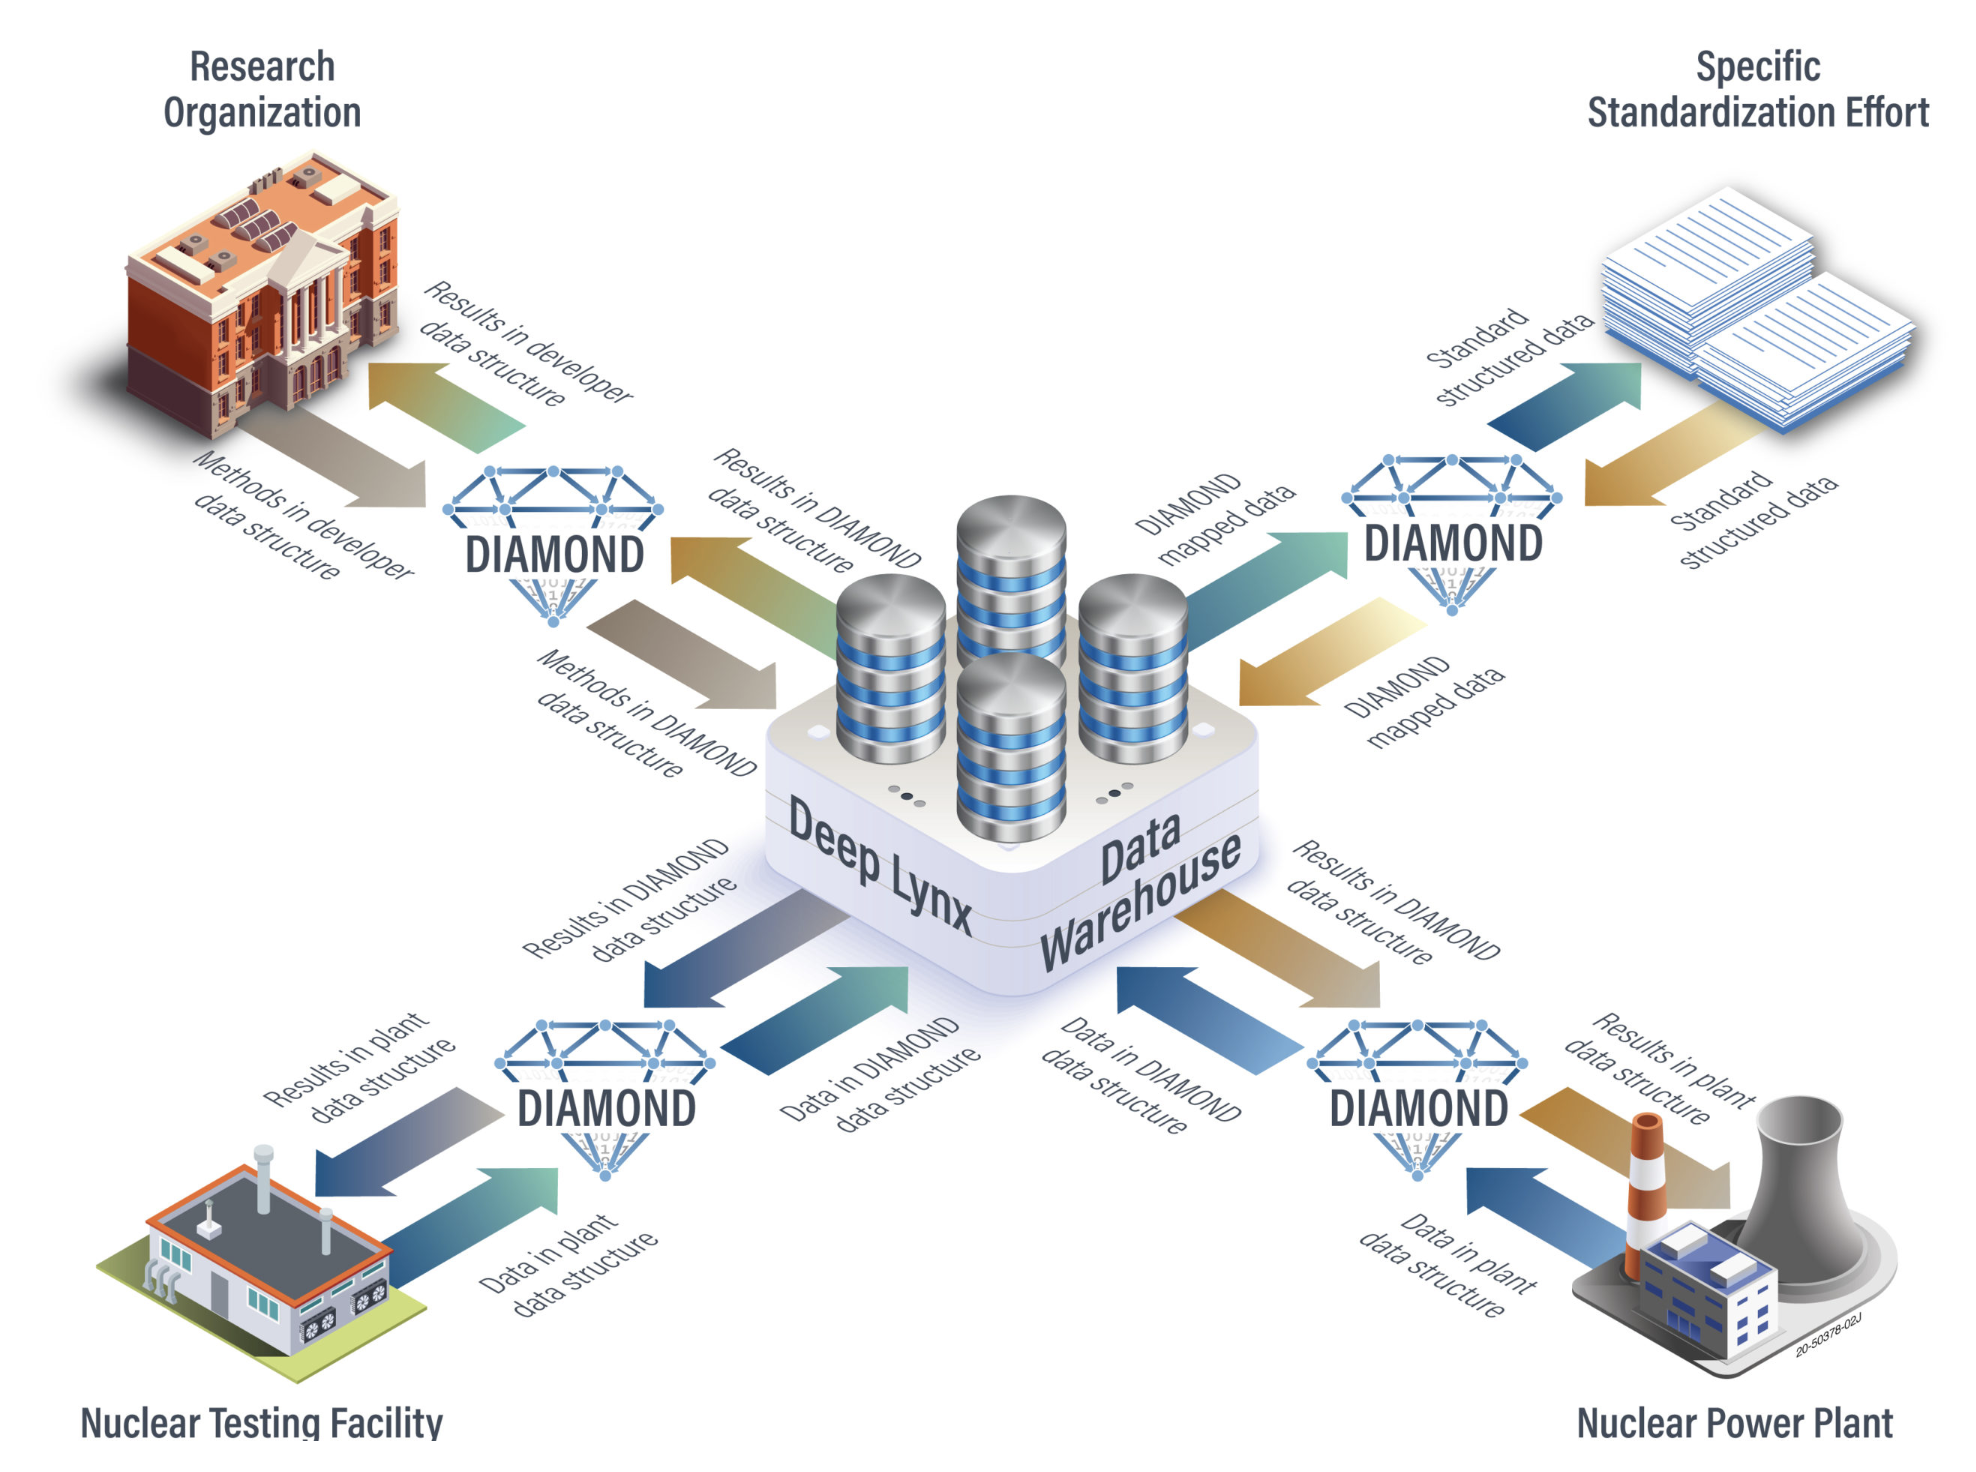 Research
Organization
Specific
Standardization Effort
Results in developer
data structure
Methods in developer
data structure
DIAMOND
Results in DIAMOND
data structure
Methods in DIAMOND
data structure
Standard
structured data
Standard
structured data
DIAMOND
DIAMOND
mapped data
DIAMOND
mapped data
Deep Lynx
Data
Warehouse
Results in DIAMOND
data structure
Data in DIAMOND
data structure
DIAMOND
Results in plant
data structure
Data in plant
data structure
Results in DIAMOND
data structure
Data in DIAMOND
data structure
DIAMOND
Results in plant
data structure
Data in plant
data structure
20-50378-02J
Nuclear Testing Facility
Nuclear Power Plant